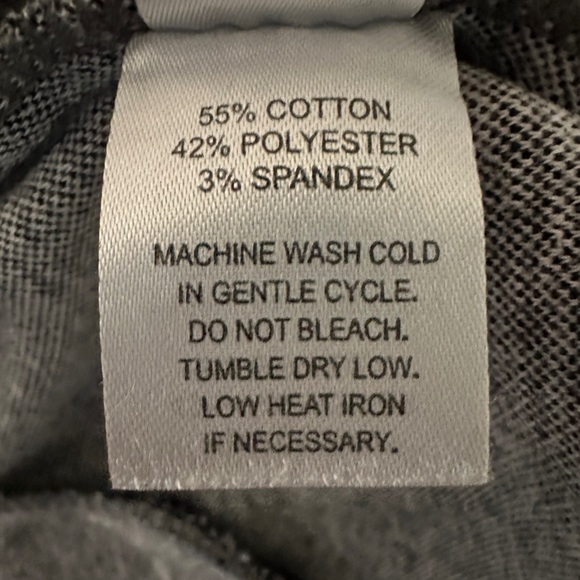 55% COTTON
42% POLYESTER
3% SPANDEX
MACHINE WASH COLD
IN GENTLE CYCLE.
DO NOT BLEACH.
TUMBLE DRY LOW.
LOW HEAT IRON
IF NECESSARY.